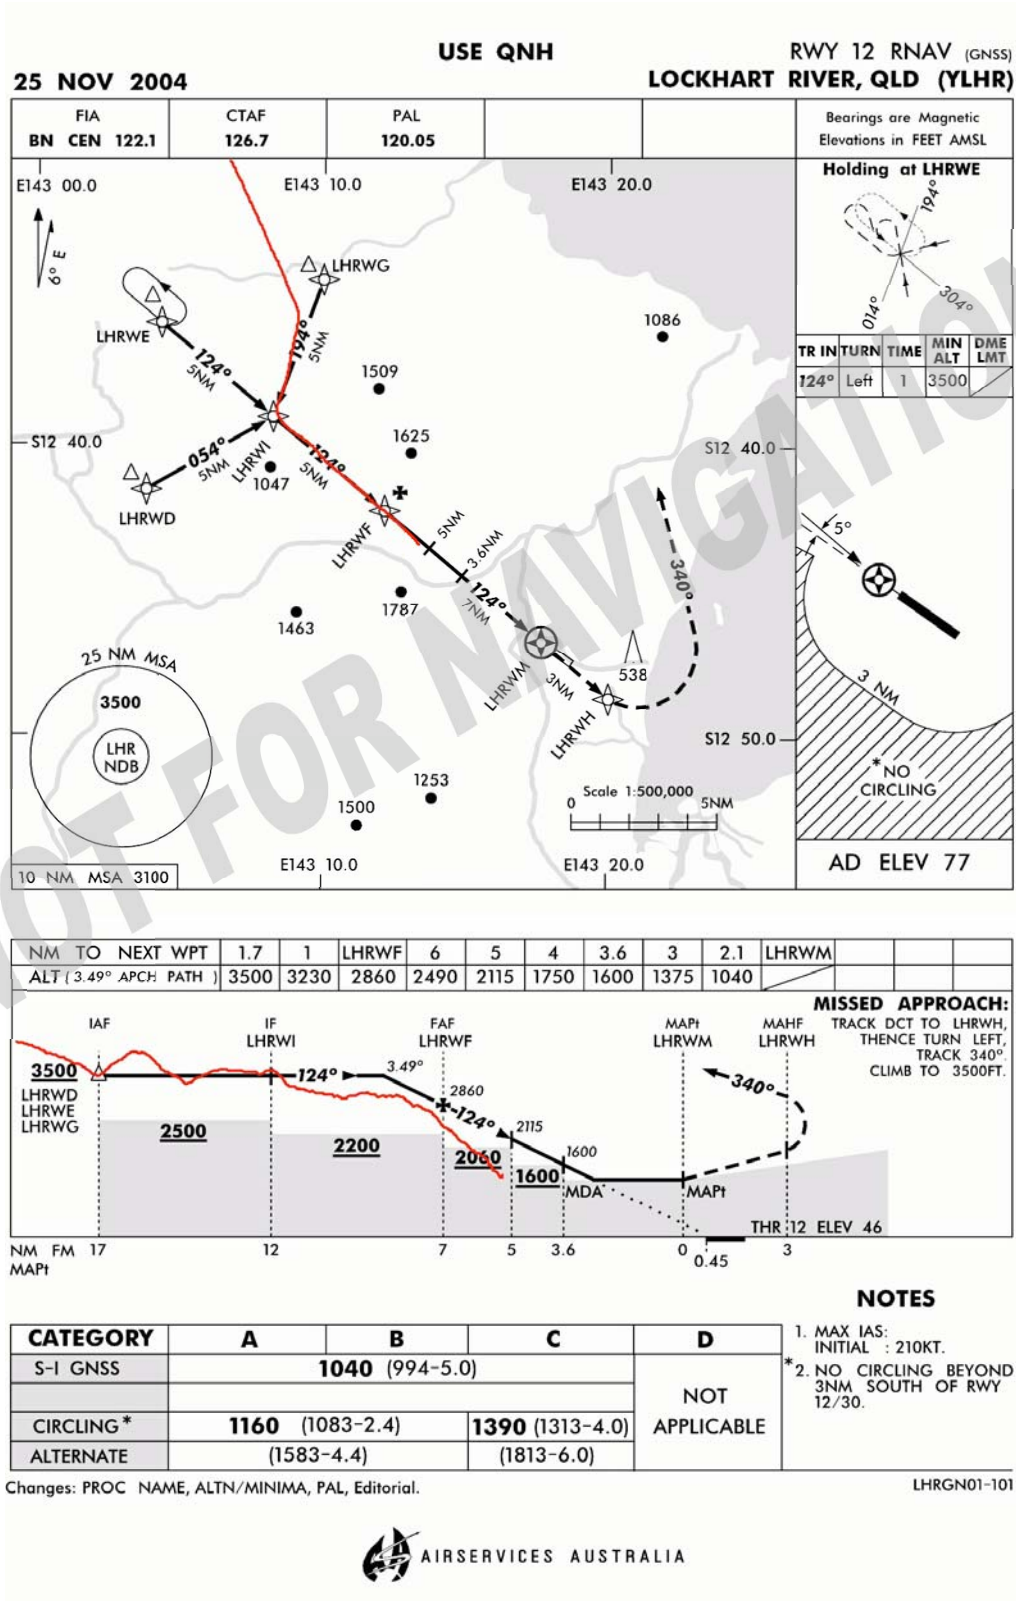 USE QNH
RWY 12 RNAV (GNSS)
25 NOV 2004
LOCKHART RIVER, QLD (YLHR)
FIA
BN CEN 122.1
CTAF
126.7
PAL
120.05
Bearings are Magnetic
Elevations in FEET AMSL
E143 00.0
E143 10.0
E143 20.0
6° E
LHRWG
LHRWE
124°
5NM
194°
5NM
1086
1509
S12 40.0
1625
S12 40.0
054°
5NM
LHRWI
1047
124°
5NM
LHRWD
LHRWF
5NM
3.6NM
124°
7NM
340°
1787
1463
25 NM MSA
3500
LHR
NDB
LHRWM
3NM
538
LHRWH
S12 50.0
1253
1500
Scale 1:500,000
0
5NM
E143 10.0
E143 20.0
10 NM MSA 3100
Holding at LHRWE
194°
304°
014°
TR IN TURN TIME MIN ALT DME LMT
124° Left 1 3500
5°
3 NM
*NO
CIRCLING
AD ELEV 77
NOT FOR NAVIGATION
NM TO NEXT WPT 1.7 1 LHRWF 6 5 4 3.6 3 2.1 LHRWM
ALT (3.49° APCH PATH) 3500 3230 2860 2490 2115 1750 1600 1375 1040
MISSED APPROACH:
TRACK DCT TO LHRWH,
THENCE TURN LEFT,
TRACK 340°.
CLIMB TO 3500FT.
IAF
IF
LHRWI
FAF
LHRWF
MAPt
LHRWM
MAHF
LHRWH
3500
LHRWD
LHRWE
LHRWG
124°
3.49°
2860
124°
2115
1600
340°
2500
2200
2060
1600
MDA
MAPt
THR 12 ELEV 46
NM FM
MAPt
17 12 7 5 3.6 0 0.45 3
NOTES
1. MAX IAS:
INITIAL : 210KT.
*2. NO CIRCLING BEYOND
3NM SOUTH OF RWY
12/30.
CATEGORY A B C D
S-I GNSS 1040 (994-5.0)
NOT
APPLICABLE
CIRCLING* 1160 (1083-2.4) 1390 (1313-4.0)
ALTERNATE (1583-4.4) (1813-6.0)
Changes: PROC NAME, ALTN/MINIMA, PAL, Editorial.
LHRGN01-101
AIRSERVICES AUSTRALIA